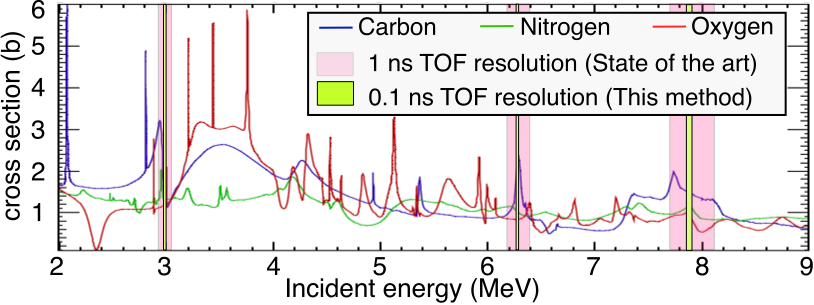 6
5
4
3
2
1
cross section (b)
Carbon Nitrogen Oxygen
1 ns TOF resolution (State of the art)
0.1 ns TOF resolution (This method)
2 3 4 5 6 7 8 9
Incident energy (MeV)